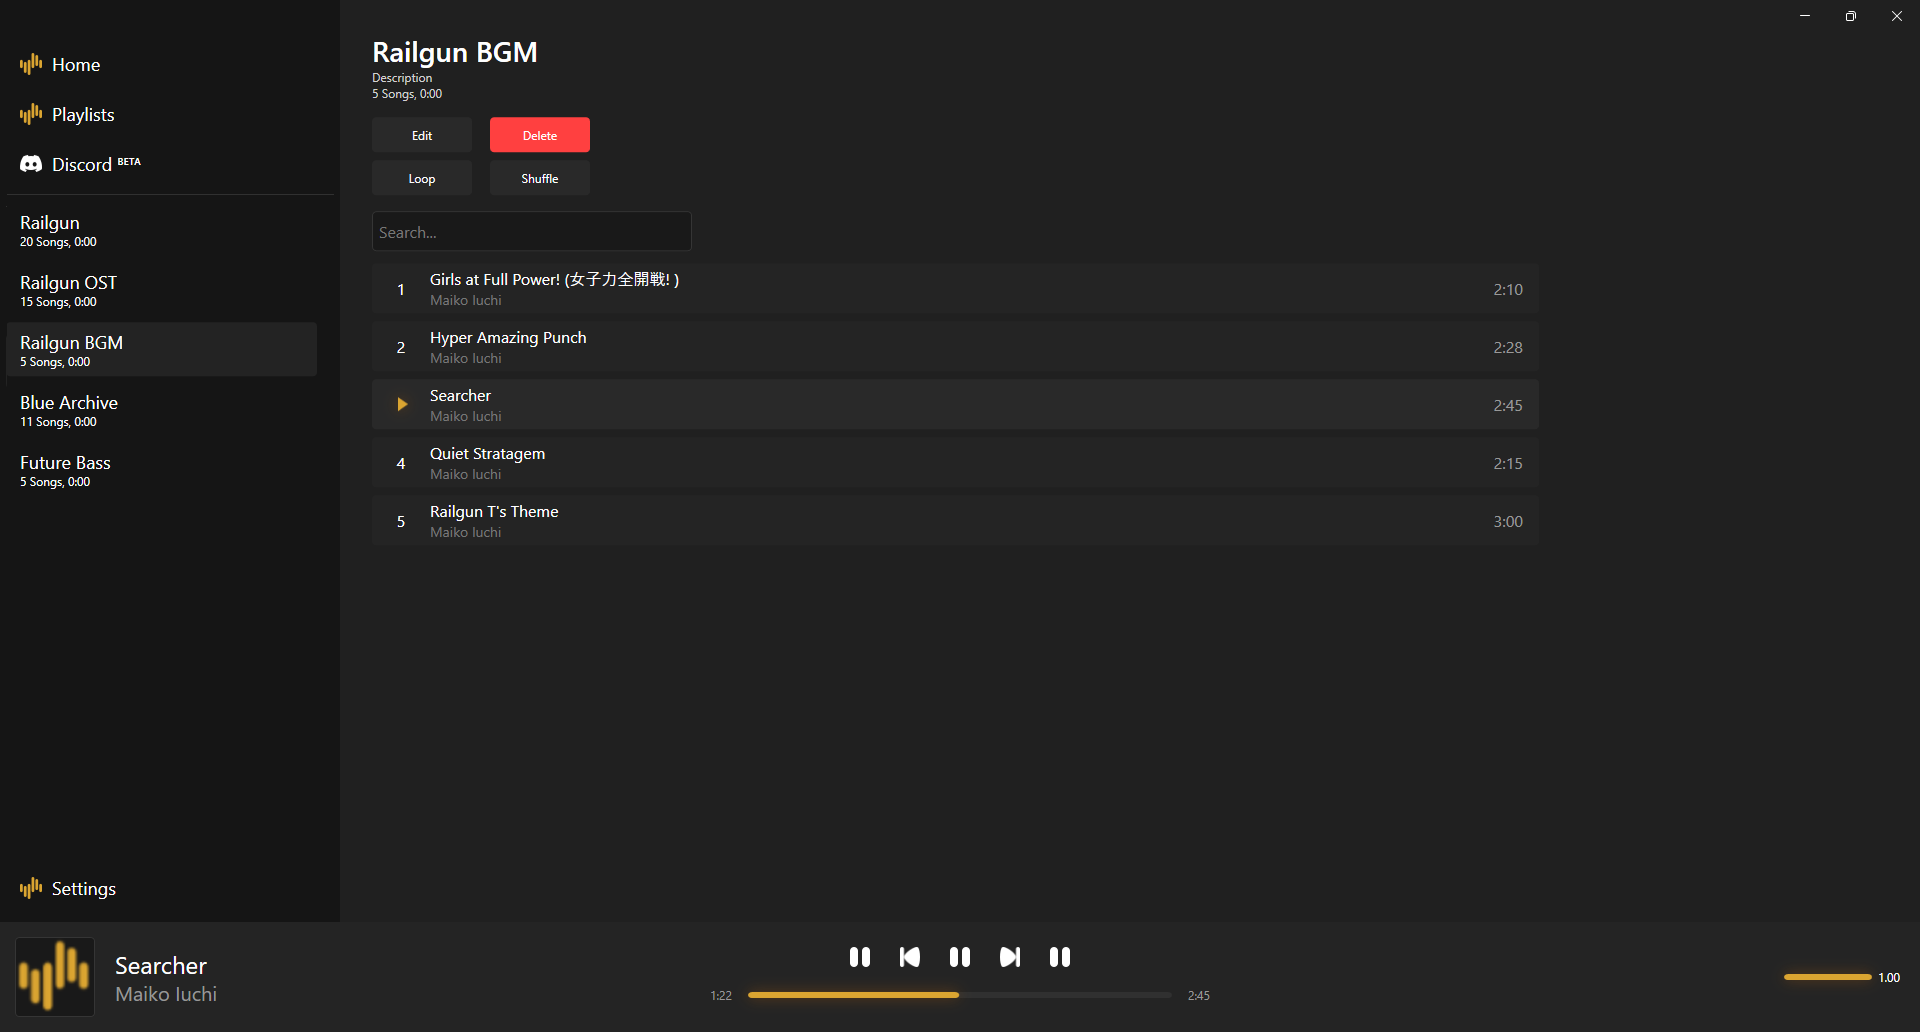 Home
Playlists
Discord BETA
Railgun
20 Songs, 0:00
Railgun OST
15 Songs, 0:00
Railgun BGM
5 Songs, 0:00
Blue Archive
11 Songs, 0:00
Future Bass
5 Songs, 0:00
Settings
Railgun BGM
Description
5 Songs, 0:00
Edit
Delete
Loop
Shuffle
Search...
1
Girls at Full Power! (女子力全開戦! )
Maiko Iuchi
2:10
2
Hyper Amazing Punch
Maiko Iuchi
2:28
Searcher
Maiko Iuchi
2:45
4
Quiet Stratagem
Maiko Iuchi
2:15
5
Railgun T's Theme
Maiko Iuchi
3:00
Searcher
Maiko Iuchi
1:22
2:45
1.00